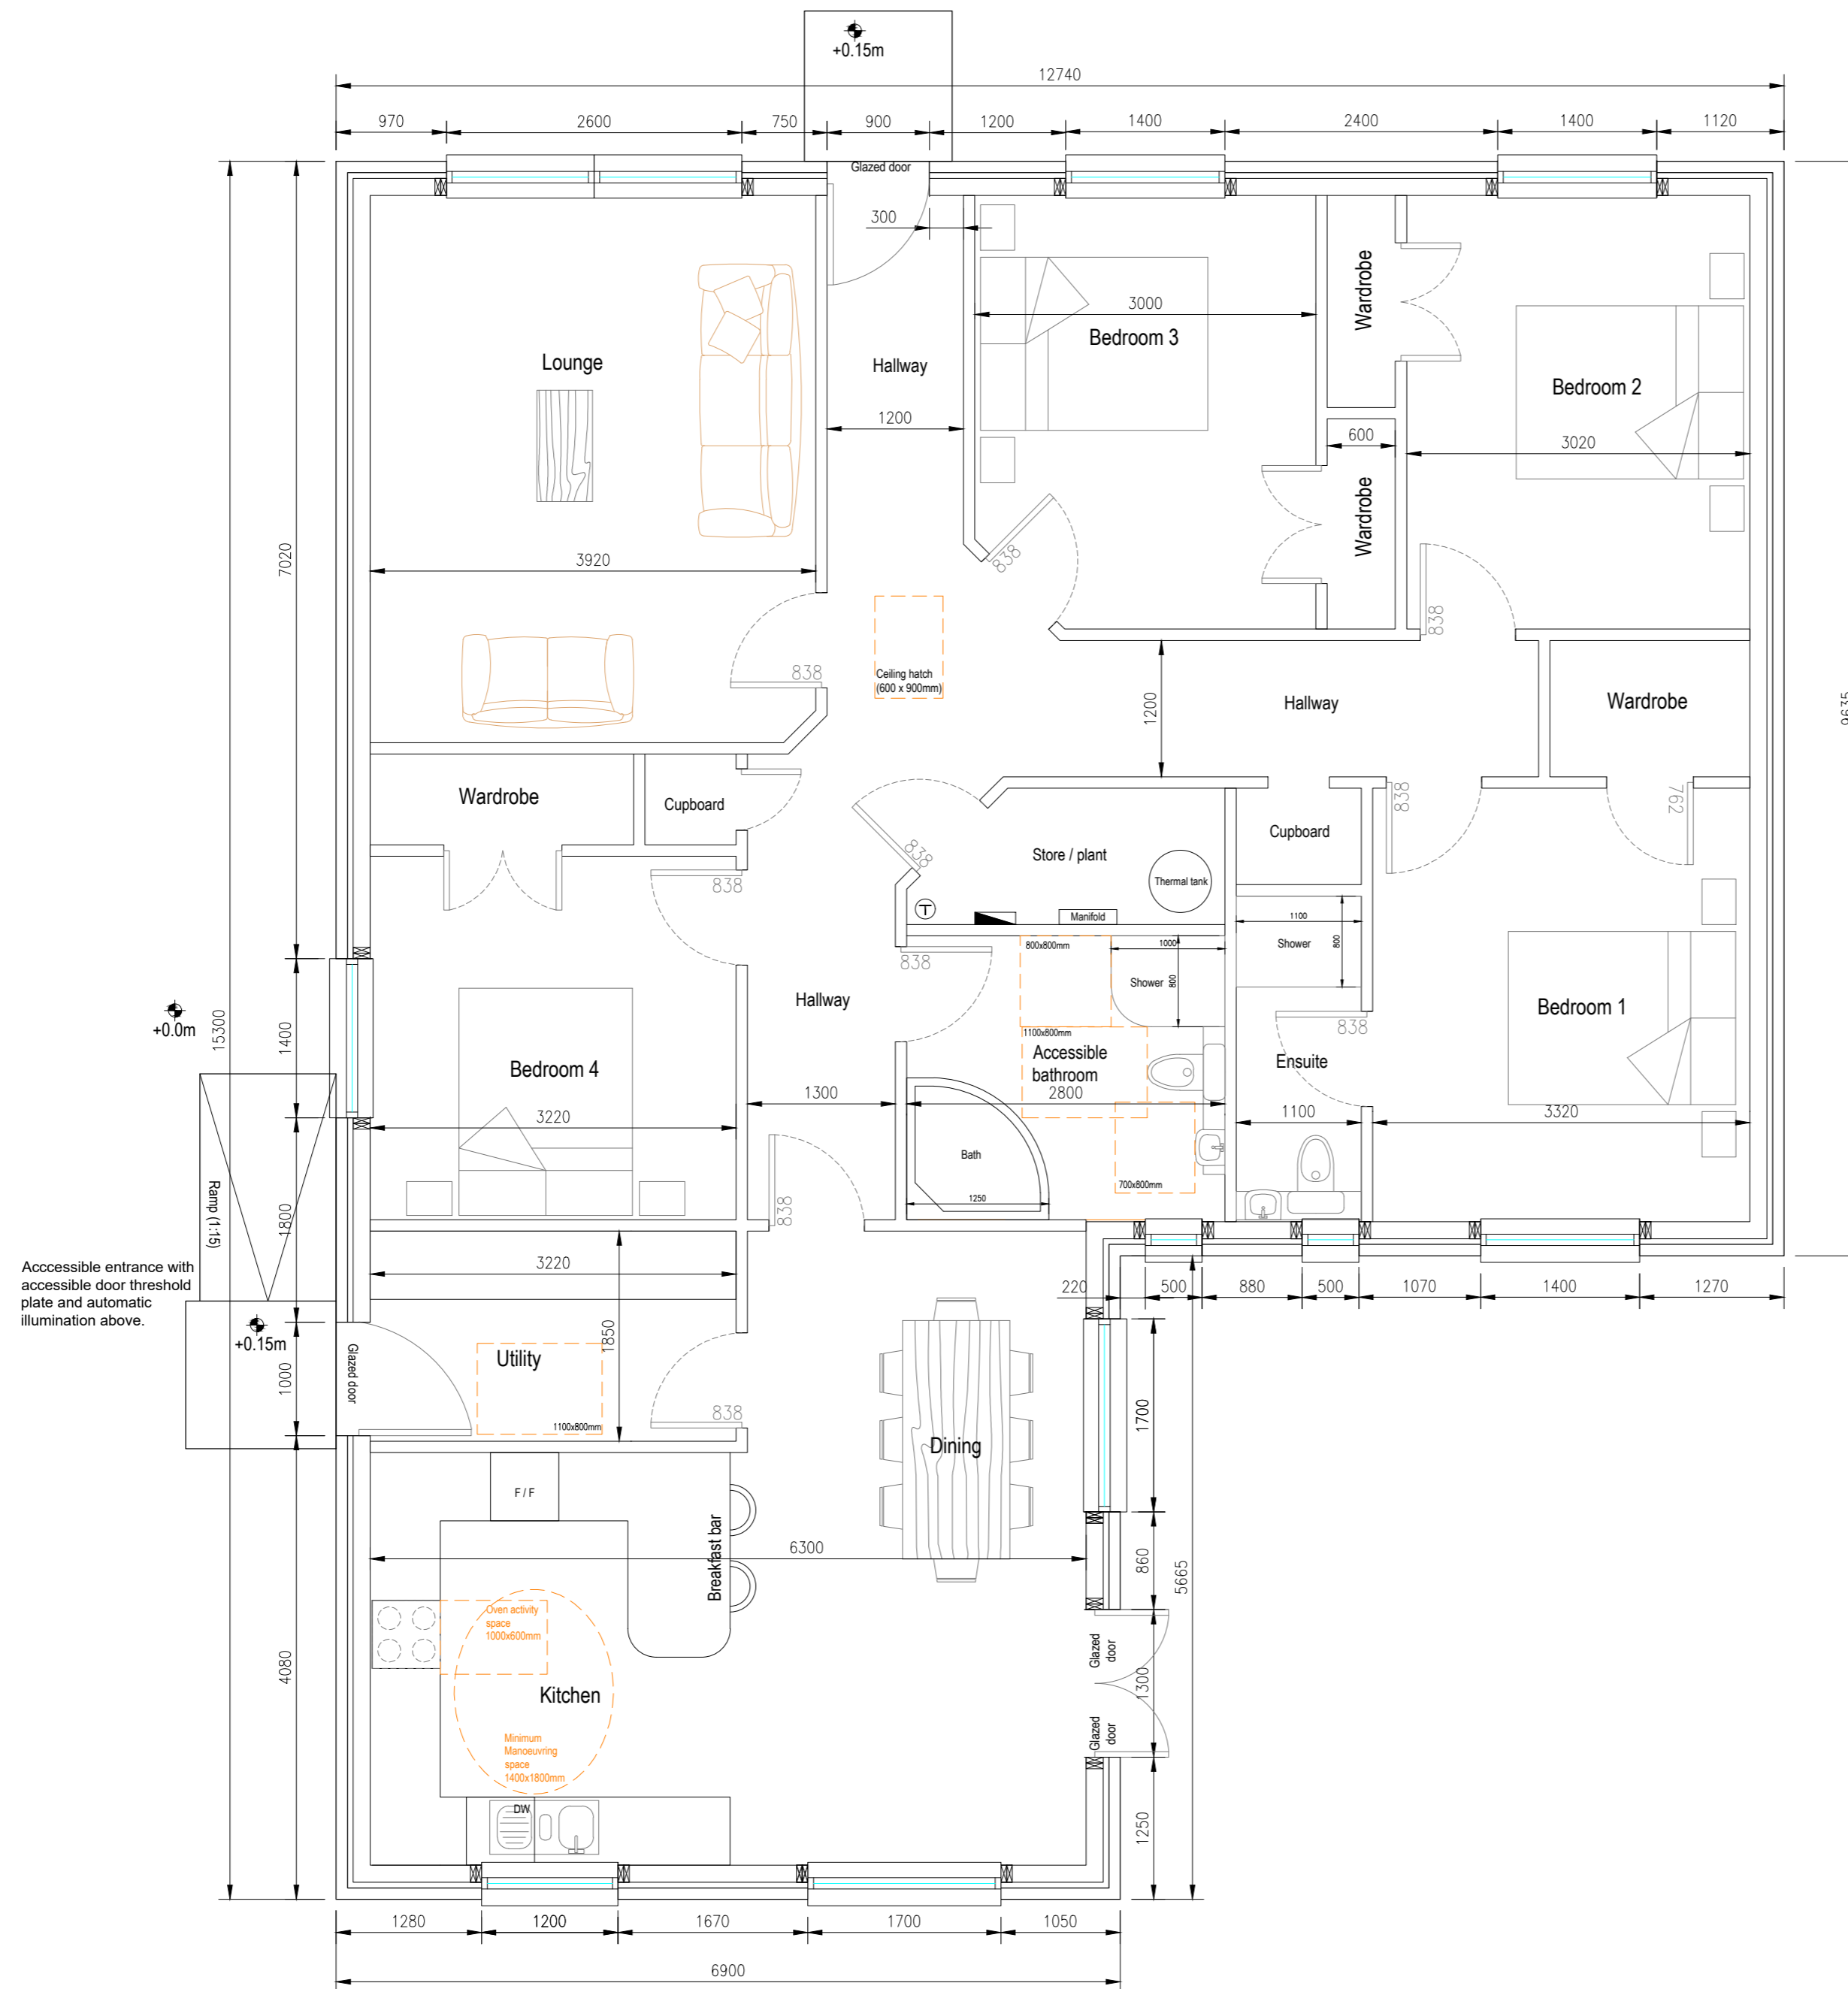 +0.15m
12740
970
2600
750
900
1200
1400
2400
1400
1120
Glazed door
300
3000
Bedroom 3
Wardrobe
Lounge
Hallway
Bedroom 2
1200
600
3020
Wardrobe
7020
3920
838
838
838
Ceiling hatch
(600 x 900mm)
1200
Hallway
Wardrobe
9635
Wardrobe
Cupboard
838
762
Cupboard
Store / plant
838
Thermal tank
838
T
Manifold
1100
Shower
800
800x800mm
1000
838
Shower
800
Hallway
+0.0m
15300
1400
Bedroom 1
838
1100x800mm
Accessible
bathroom
Ensuite
Bedroom 4
1300
2800
3220
1100
3320
Bath
700x800mm
1250
Ramp (1:15)
1800
838
Acccessible entrance with
accessible door threshold
plate and automatic
illumination above.
3220
220
500
880
500
1070
1400
1270
+0.15m
1850
Glazed door
1000
Utility
1100x800mm
838
1700
Dining
F / F
Breakfast bar
6300
860
5665
Oven activity
space
1000x600mm
Glazed
door
4080
Kitchen
1300
Glazed
door
Minimum
Manoeuvring
space
1400x1800mm
DW
1250
1280
1200
1670
1700
1050
6900